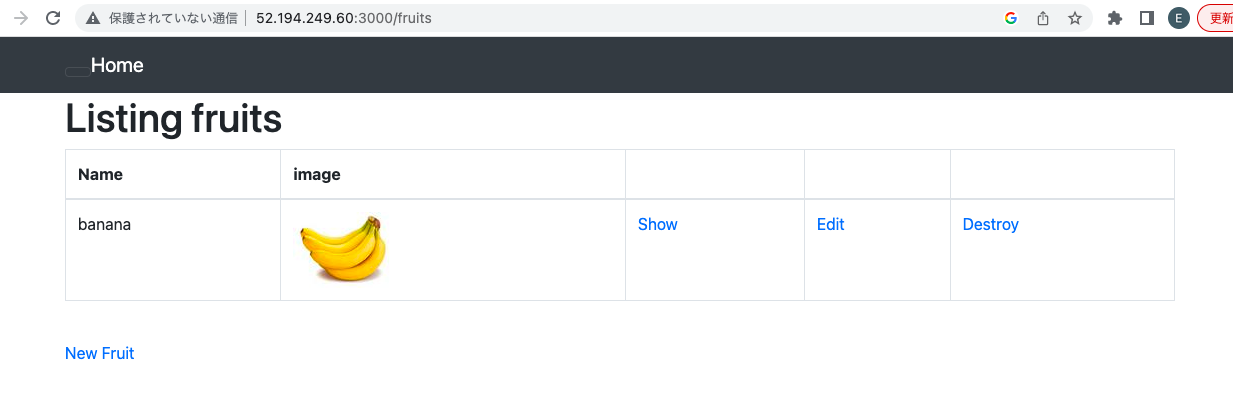 保護されていない通信 52.194.249.60:3000/fruits E 更新
Home
Listing fruits
Name image
banana Show Edit Destroy
New Fruit